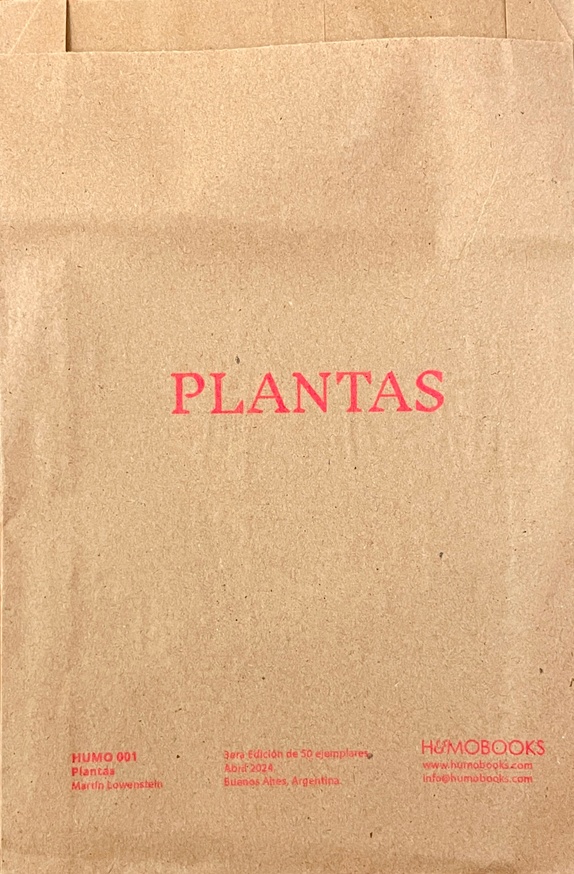 PLANTAS
HUMO 001
Plantas
Martín Lowenstein
3era Edición de 50 ejemplares.
Abril 2024.
Buenos Aires, Argentina.
HUMOBOOKS
www.humobooks.com
info@humobooks.com